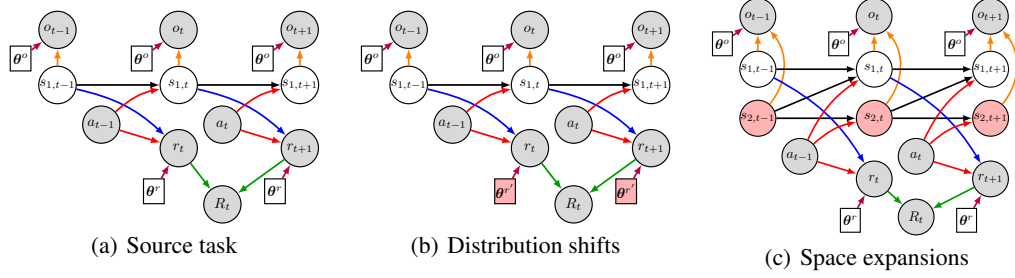 o_{t−1} o_t o_{t+1}
θ^o θ^o θ^o
s_{1,t−1} s_{1,t} s_{1,t+1}
a_{t−1} a_t
r_t r_{t+1}
θ^r θ^r
R_t
(a) Source task
o_{t−1} o_t o_{t+1}
θ^o θ^o θ^o
s_{1,t−1} s_{1,t} s_{1,t+1}
a_{t−1} a_t
r_t r_{t+1}
θ^{r′} θ^{r′}
R_t
(b) Distribution shifts
o_{t−1} o_t o_{t+1}
θ^o θ^o θ^o
s_{1,t−1} s_{1,t} s_{1,t+1}
s_{2,t−1} s_{2,t} s_{2,t+1}
a_{t−1} a_t
r_t r_{t+1}
θ^r θ^r
R_t
(c) Space expansions